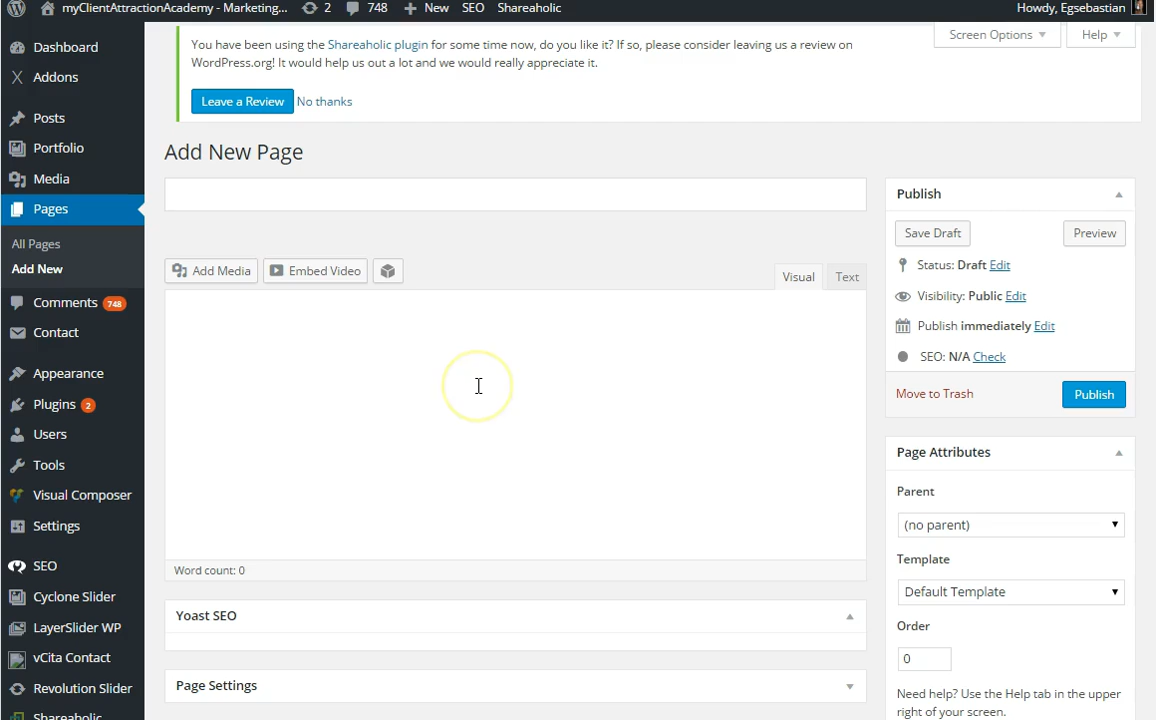 myClientAttractionAcademy - Marketing... 2 748 New SEO Shareaholic Howdy, Egsebastian
Dashboard
Addons
Posts
Portfolio
Media
Pages
All Pages
Add New
Comments 748
Contact
Appearance
Plugins 2
Users
Tools
Visual Composer
Settings
SEO
Cyclone Slider
LayerSlider WP
vCita Contact
Revolution Slider
Shareaholic
Screen Options Help
You have been using the Shareaholic plugin for some time now, do you like it? If so, please consider leaving us a review on
WordPress.org! It would help us out a lot and we would really appreciate it.
Leave a Review No thanks
Add New Page
Add Media Embed Video Visual Text
Word count: 0
Yoast SEO
Page Settings
Publish
Save Draft Preview
Status: Draft Edit
Visibility: Public Edit
Publish immediately Edit
SEO: N/A Check
Move to Trash Publish
Page Attributes
Parent
(no parent)
Template
Default Template
Order
0
Need help? Use the Help tab in the upper
right of your screen.